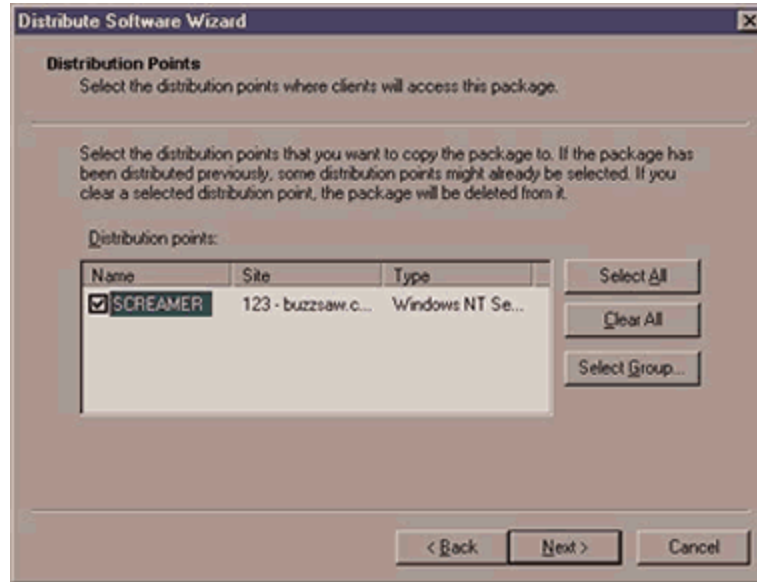 Distribute Software Wizard
Distribution Points
Select the distribution points where clients will access this package.
Select the distribution points that you want to copy the package to. If the package has
been distributed previously, some distribution points might already be selected. If you
clear a selected distribution point, the package will be deleted from it.
Distribution points:
Name Site Type
SCREAMER 123 - buzzsaw.c... Windows NT Se...
Select All
Clear All
Select Group...
< Back Next > Cancel